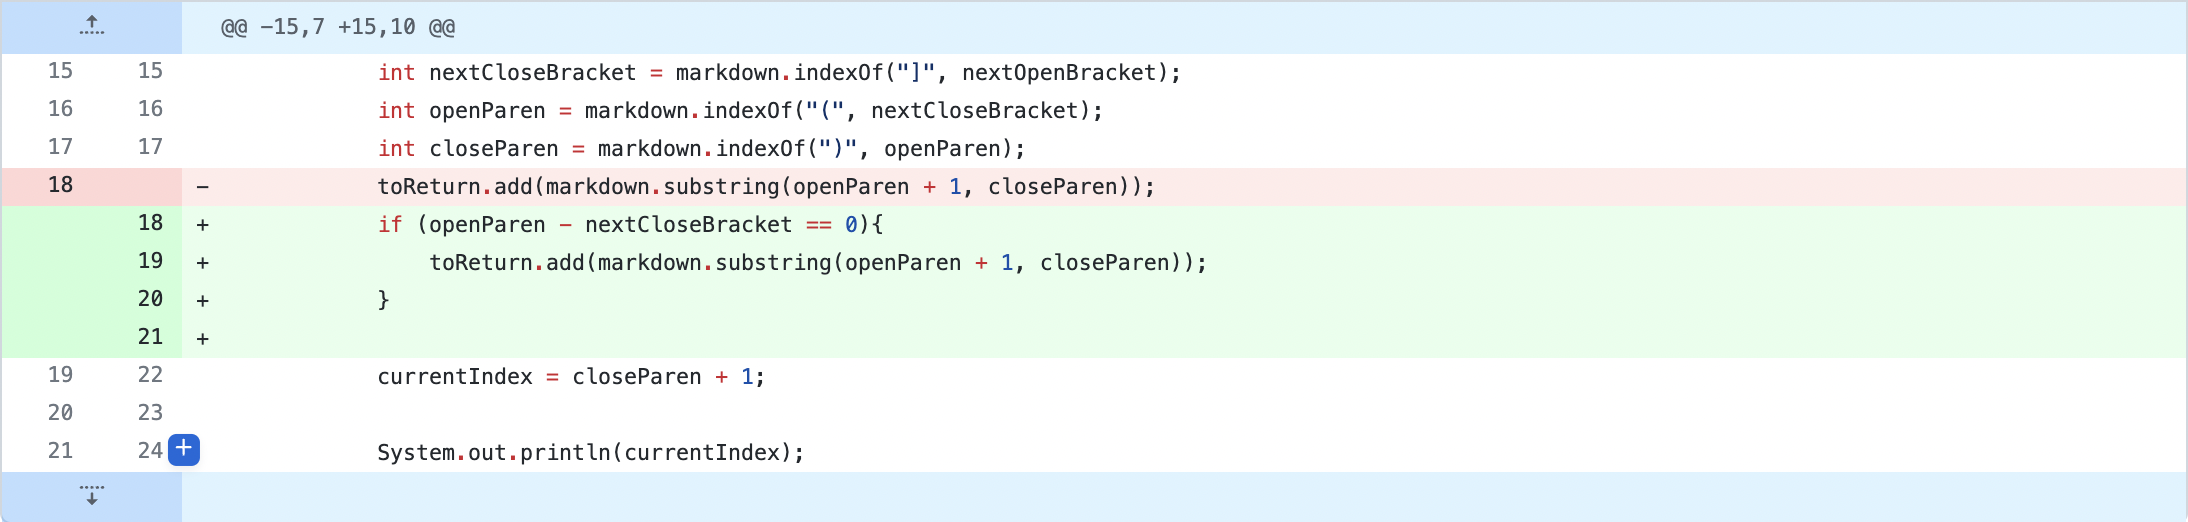 @@ -15,7 +15,10 @@
15 15 int nextCloseBracket = markdown.indexOf("]", nextOpenBracket);
16 16 int openParen = markdown.indexOf("(", nextCloseBracket);
17 17 int closeParen = markdown.indexOf(")", openParen);
18 - toReturn.add(markdown.substring(openParen + 1, closeParen));
18 + if (openParen - nextCloseBracket == 0){
19 + toReturn.add(markdown.substring(openParen + 1, closeParen));
20 + }
21 +
19 22 currentIndex = closeParen + 1;
20 23
21 24 + System.out.println(currentIndex);